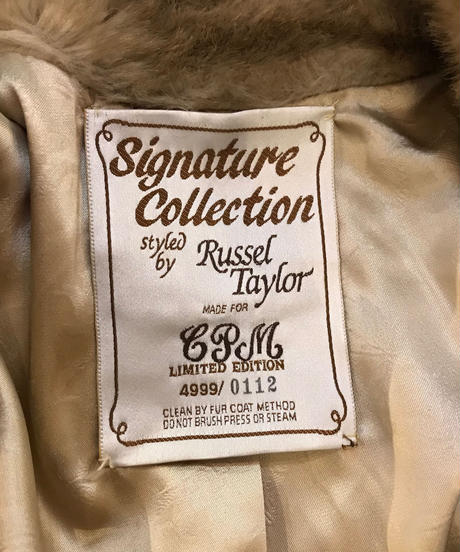 Signature
Collection
styled
by
Russel
Taylor
MADE FOR
CPM
LIMITED EDITION
4999/0112
CLEAN BY FUR COAT METHOD
DO NOT BRUSH PRESS OR STEAM